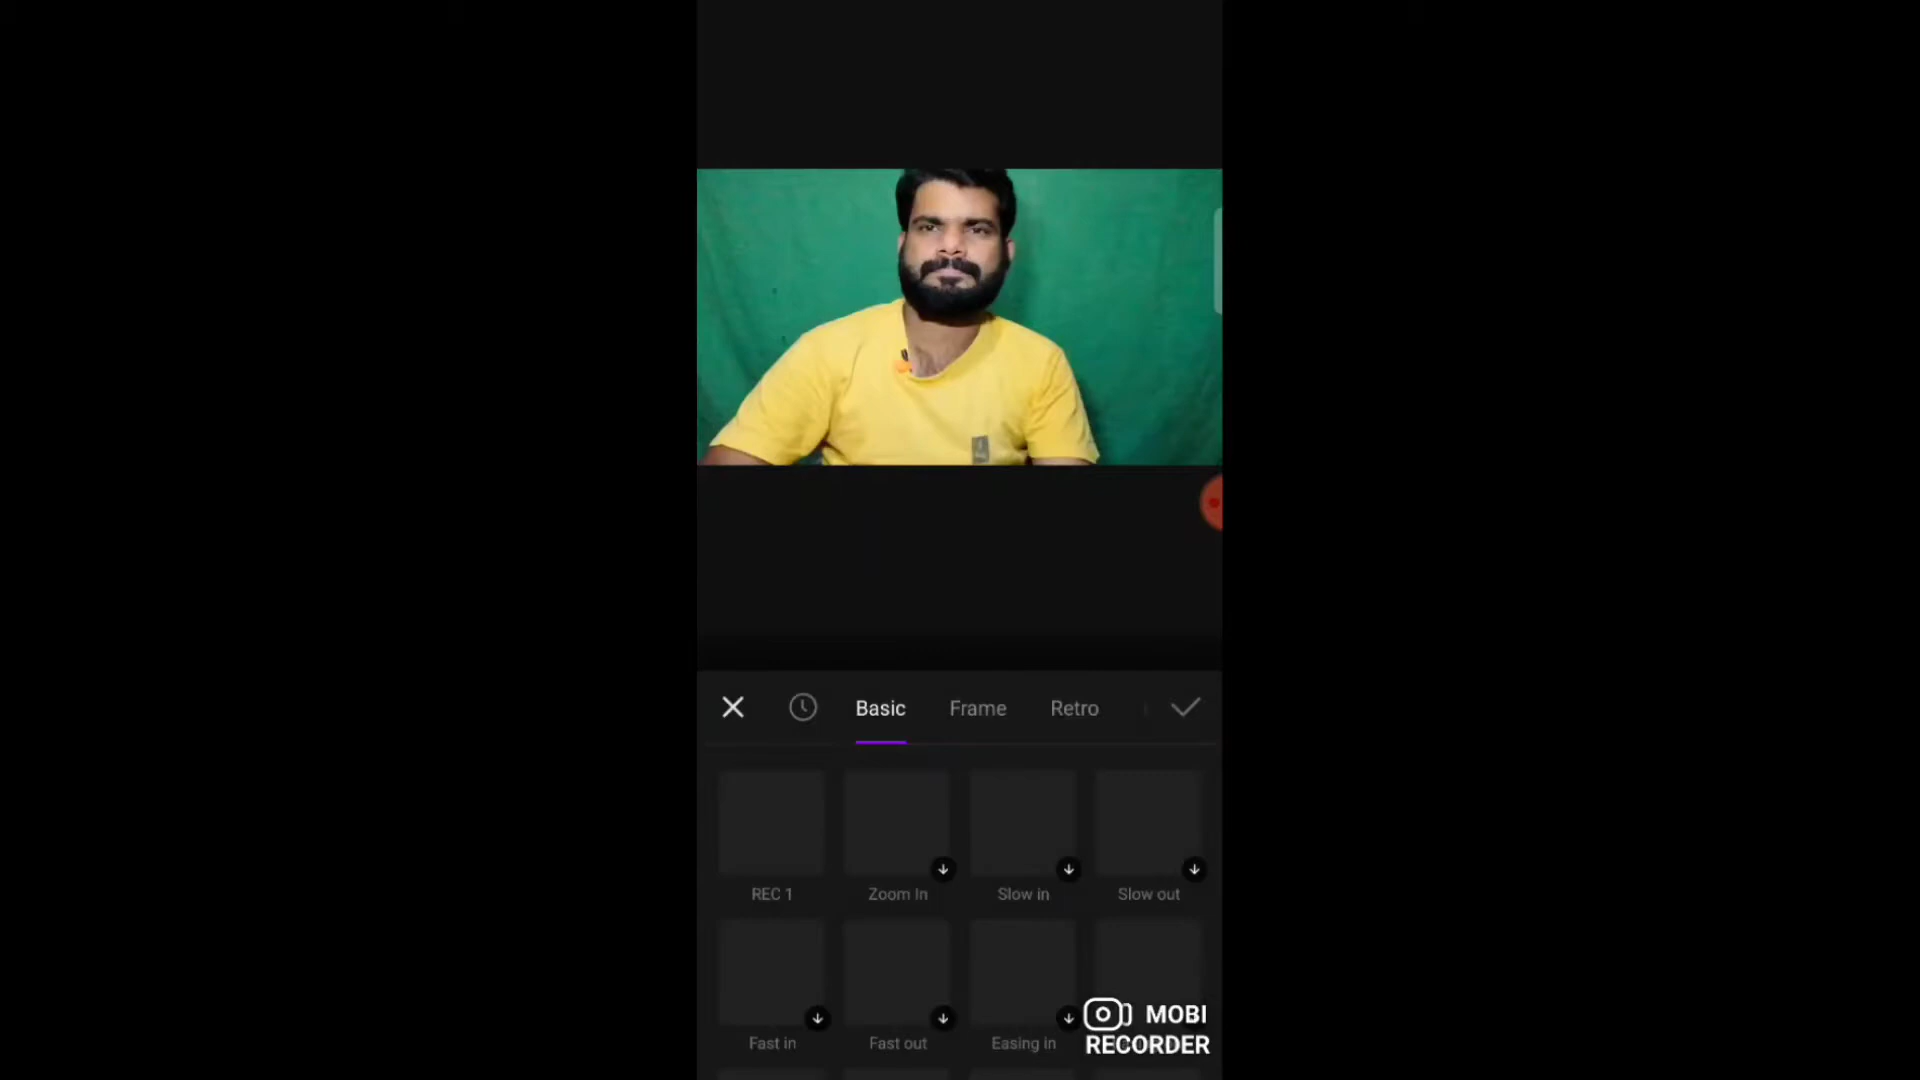 Basic Frame Retro
REC 1 Zoom In Slow in Slow out
Fast in Fast out Easing in
MOBI
RECORDER